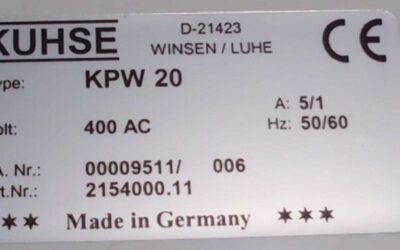 KUHSE
D-21423
WINSEN / LUHE
CE
ype: KPW 20
A: 5/1
olt: 400 AC Hz: 50/60
A. Nr.: 00009511/ 006
rt.Nr.: 2154000.11
✶✶ Made in Germany ✶✶✶